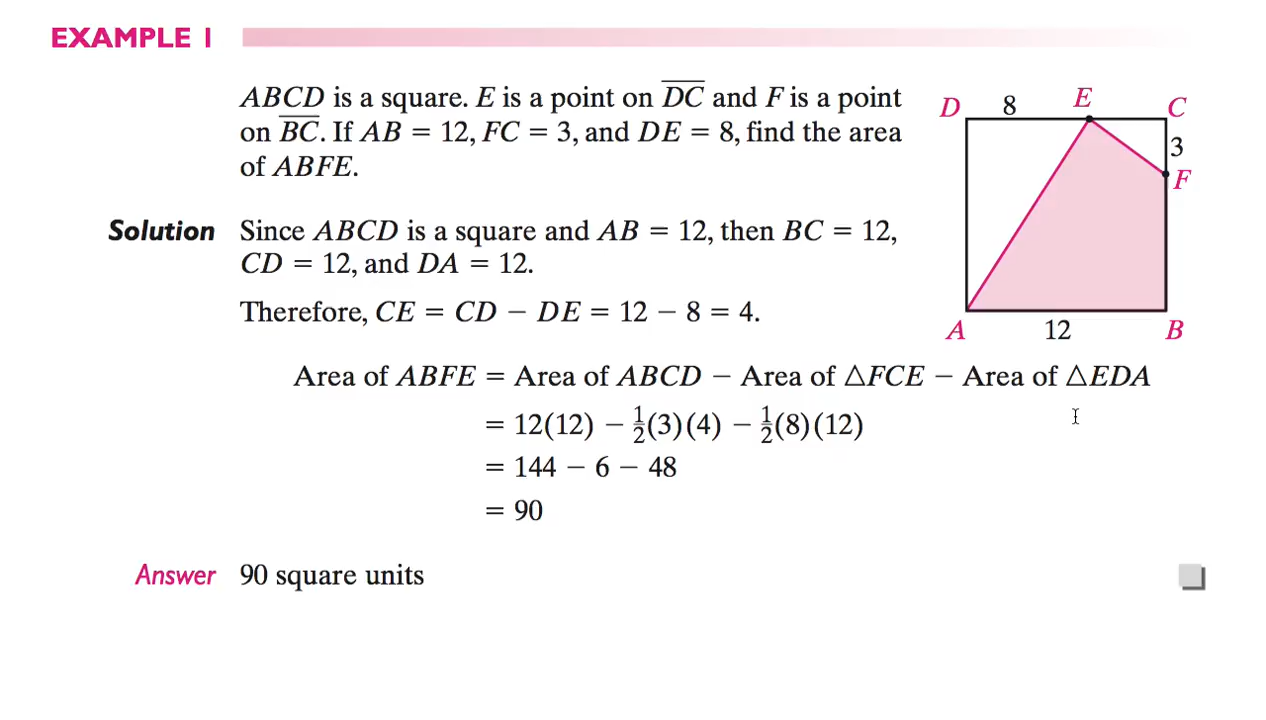 EXAMPLE 1
ABCD is a square. E is a point on D̅C̅ and F is a point
on B̅C̅. If AB = 12, FC = 3, and DE = 8, find the area
of ABFE.
D 8 E C
3
F
A 12 B
Solution Since ABCD is a square and AB = 12, then BC = 12,
CD = 12, and DA = 12.
Therefore, CE = CD − DE = 12 − 8 = 4.
Area of ABFE = Area of ABCD − Area of △FCE − Area of △EDA
= 12(12) − ½(3)(4) − ½(8)(12)
= 144 − 6 − 48
= 90
Answer 90 square units